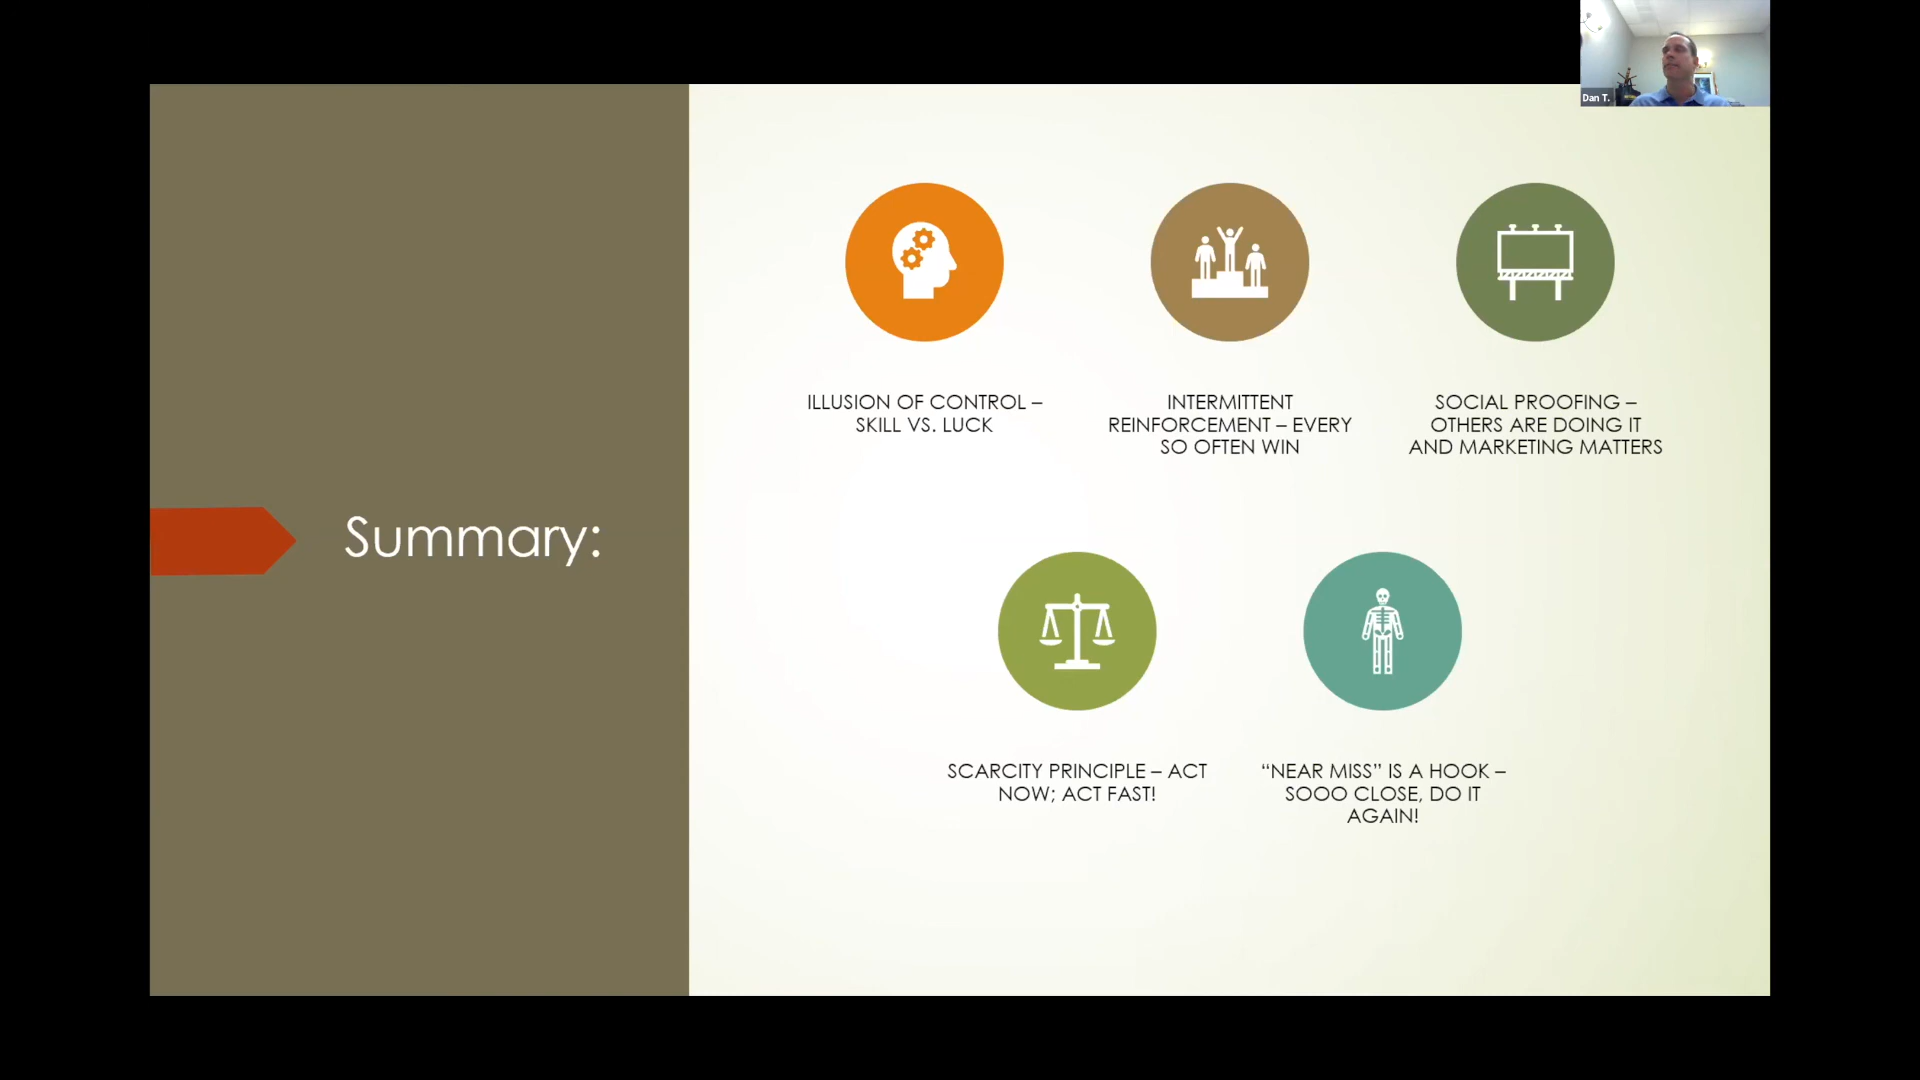 Dan T.
Summary:
ILLUSION OF CONTROL –
SKILL VS. LUCK
INTERMITTENT
REINFORCEMENT – EVERY
SO OFTEN WIN
SOCIAL PROOFING –
OTHERS ARE DOING IT
AND MARKETING MATTERS
SCARCITY PRINCIPLE – ACT
NOW; ACT FAST!
“NEAR MISS” IS A HOOK –
SOOO CLOSE, DO IT
AGAIN!